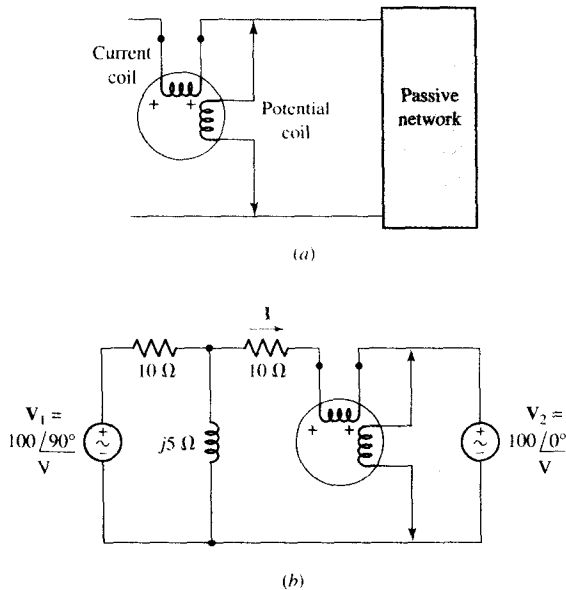 Current
coil
+ +
Potential
coil
Passive
network
(a)
I
10 Ω
10 Ω
V₁ =
100 /90°
V
+
−
j5 Ω
+ +
V₂ =
100 /0°
V
+
−
(b)